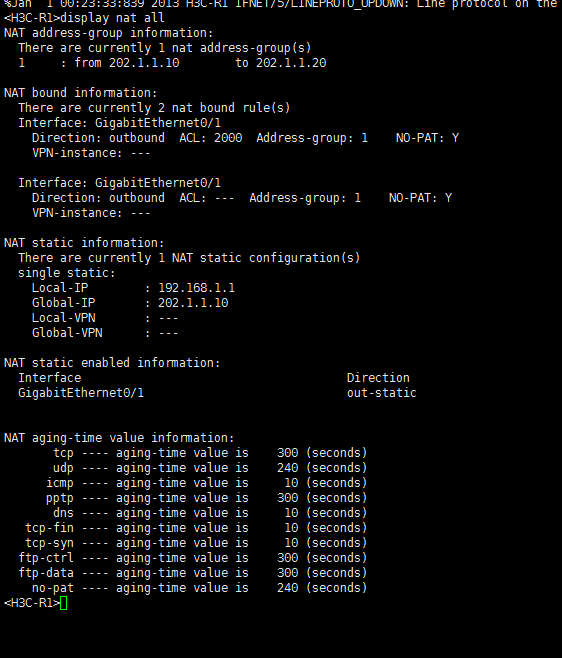 %Jan  1 00:23:33:839 2013 H3C-R1 IFNET/5/LINEPROTO_UPDOWN: Line protocol on the
<H3C-R1>display nat all
NAT address-group information:
  There are currently 1 nat address-group(s)
  1     : from 202.1.1.10        to 202.1.1.20

NAT bound information:
  There are currently 2 nat bound rule(s)
  Interface: GigabitEthernet0/1
    Direction: outbound  ACL: 2000  Address-group: 1    NO-PAT: Y
    VPN-instance: ---

  Interface: GigabitEthernet0/1
    Direction: outbound  ACL: ---  Address-group: 1    NO-PAT: Y
    VPN-instance: ---

NAT static information:
  There are currently 1 NAT static configuration(s)
  single static:
    Local-IP        : 192.168.1.1
    Global-IP       : 202.1.1.10
    Local-VPN       : ---
    Global-VPN      : ---

NAT static enabled information:
  Interface                                      Direction
  GigabitEthernet0/1                             out-static

NAT aging-time value information:
       tcp ---- aging-time value is    300 (seconds)
       udp ---- aging-time value is    240 (seconds)
      icmp ---- aging-time value is     10 (seconds)
      pptp ---- aging-time value is    300 (seconds)
       dns ---- aging-time value is     10 (seconds)
   tcp-fin ---- aging-time value is     10 (seconds)
   tcp-syn ---- aging-time value is     10 (seconds)
  ftp-ctrl ---- aging-time value is    300 (seconds)
  ftp-data ---- aging-time value is    300 (seconds)
    no-pat ---- aging-time value is    240 (seconds)
<H3C-R1>